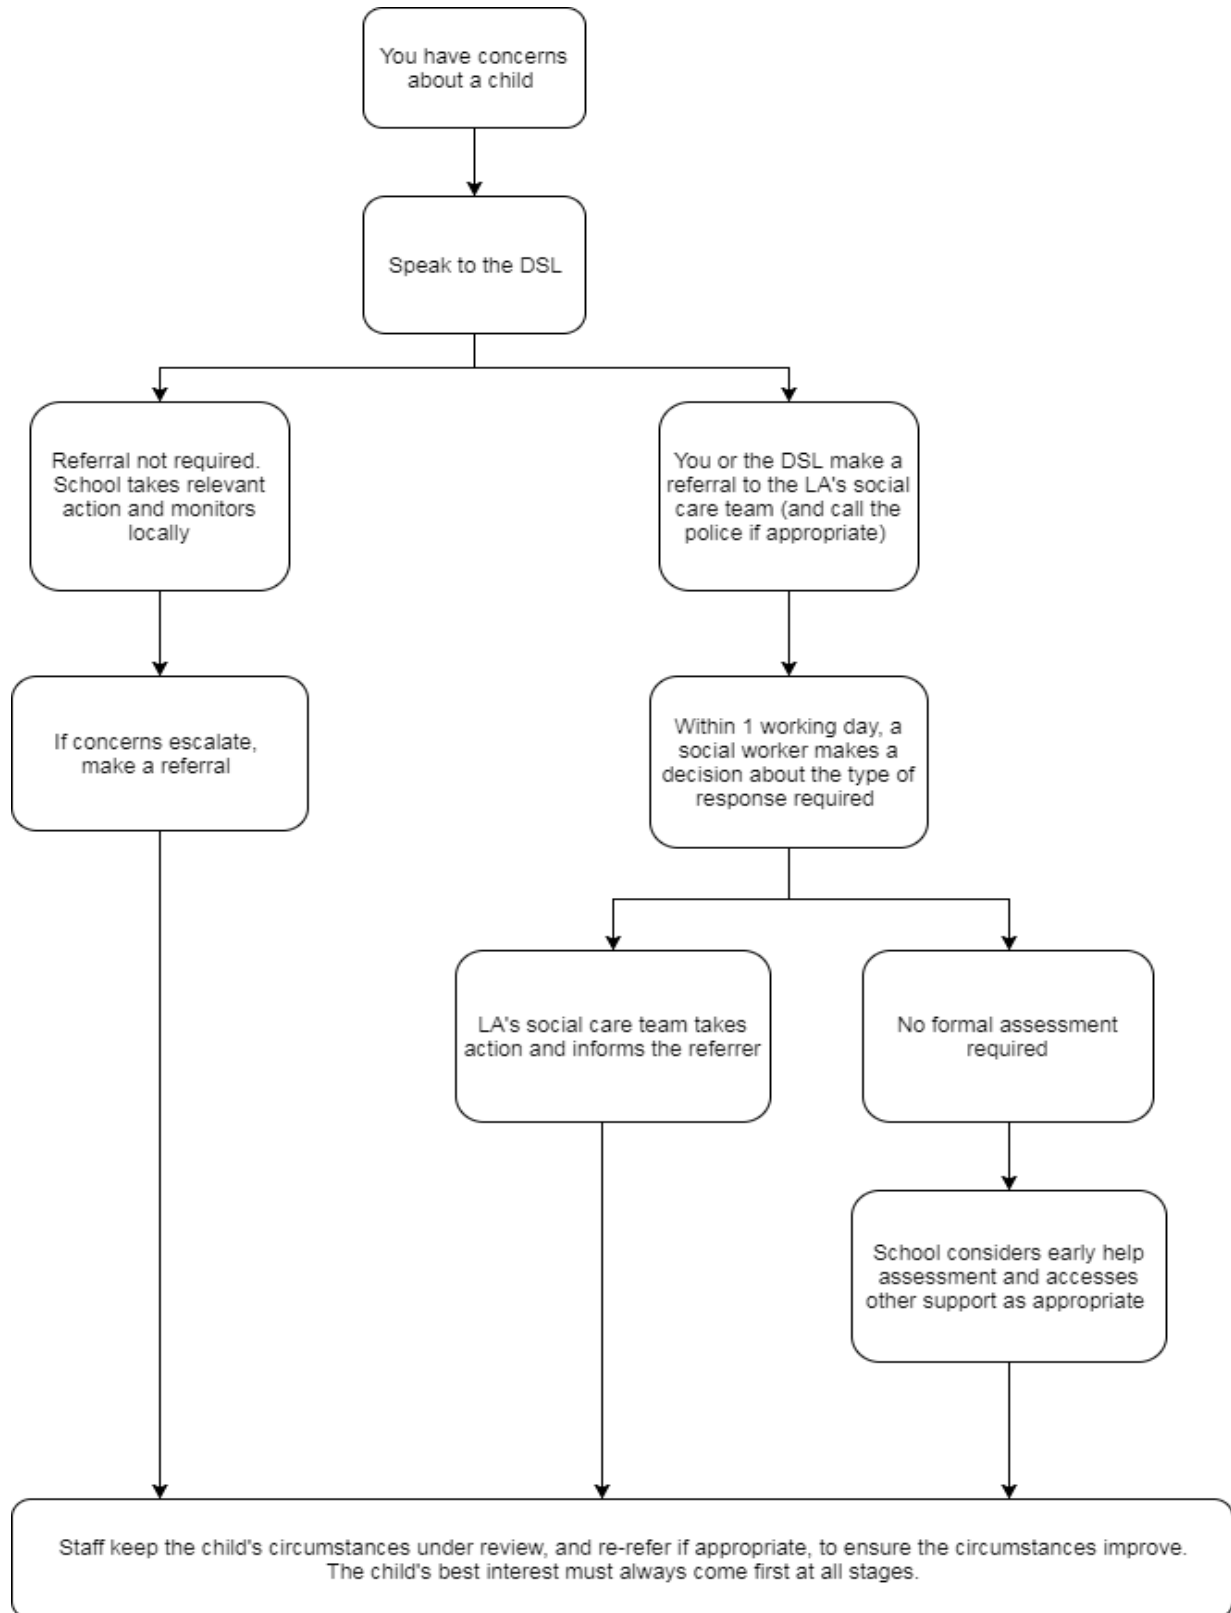 You have concerns
about a child
Speak to the DSL
Referral not required.
School takes relevant
action and monitors
locally
You or the DSL make a
referral to the LA's social
care team (and call the
police if appropriate)
If concerns escalate,
make a referral
Within 1 working day, a
social worker makes a
decision about the type of
response required
LA's social care team takes
action and informs the referrer
No formal assessment
required
School considers early help
assessment and accesses
other support as appropriate
Staff keep the child's circumstances under review, and re-refer if appropriate, to ensure the circumstances improve.
The child's best interest must always come first at all stages.